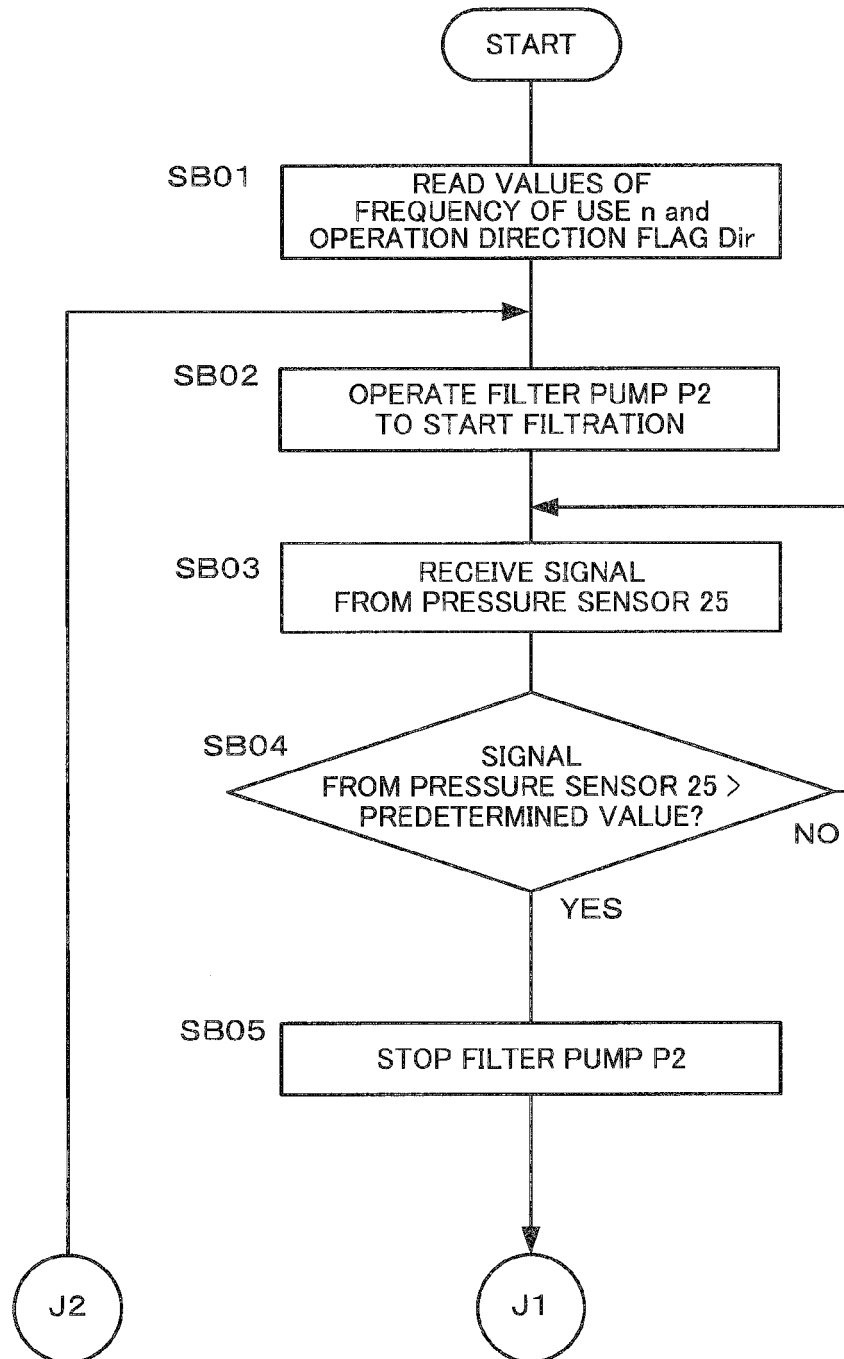 START
SB01
READ VALUES OF
FREQUENCY OF USE n and
OPERATION DIRECTION FLAG Dir
SB02
OPERATE FILTER PUMP P2
TO START FILTRATION
SB03
RECEIVE SIGNAL
FROM PRESSURE SENSOR 25
SB04
SIGNAL
FROM PRESSURE SENSOR 25 >
PREDETERMINED VALUE?
NO
YES
SB05
STOP FILTER PUMP P2
J2
J1